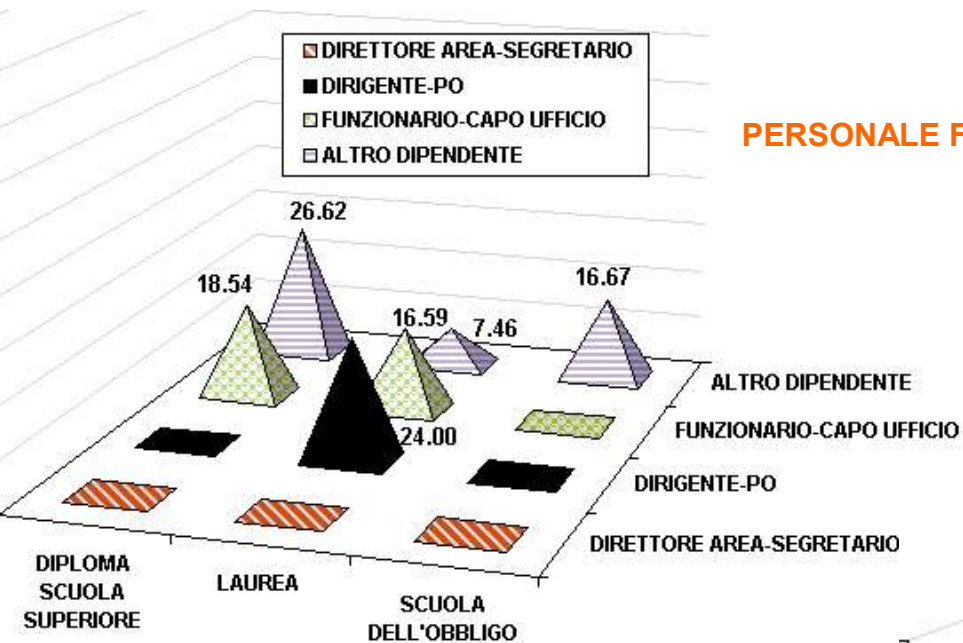 DIRETTORE AREA-SEGRETARIO
DIRIGENTE-PO
FUNZIONARIO-CAPO UFFICIO
ALTRO DIPENDENTE
PERSONALE F
26.62
18.54
16.67
16.59
7.46
24.00
ALTRO DIPENDENTE
FUNZIONARIO-CAPO UFFICIO
DIRIGENTE-PO
DIRETTORE AREA-SEGRETARIO
DIPLOMA
SCUOLA
SUPERIORE
LAUREA
SCUOLA
DELL'OBBLIGO